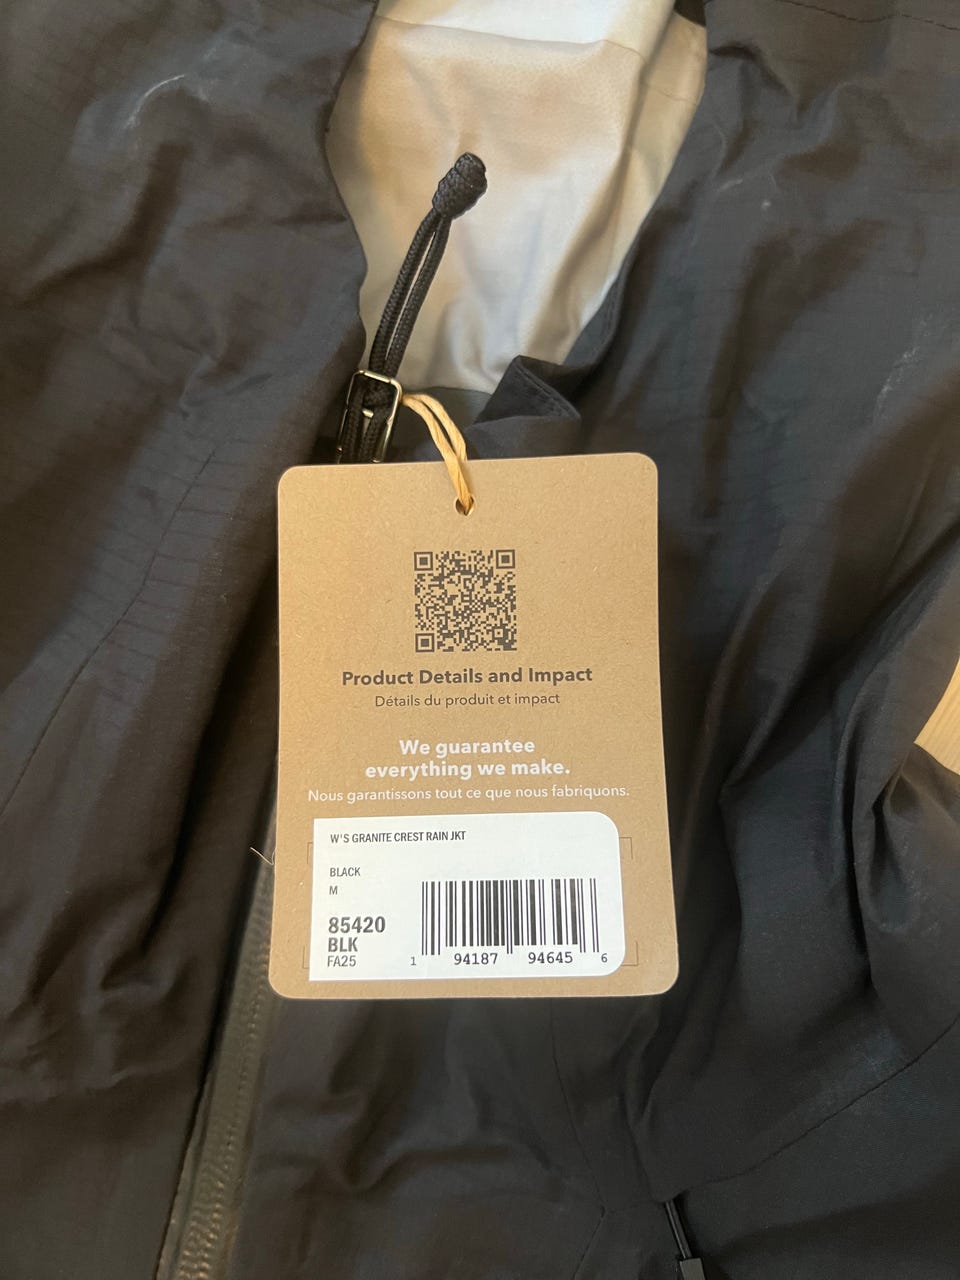 Product Details and Impact
Détails du produit et impact
We guarantee
everything we make.
Nous garantissons tout ce que nous fabriquons.
W'S GRANITE CREST RAIN JKT
BLACK
M
85420
BLK
FA25
1 94187 94645 6